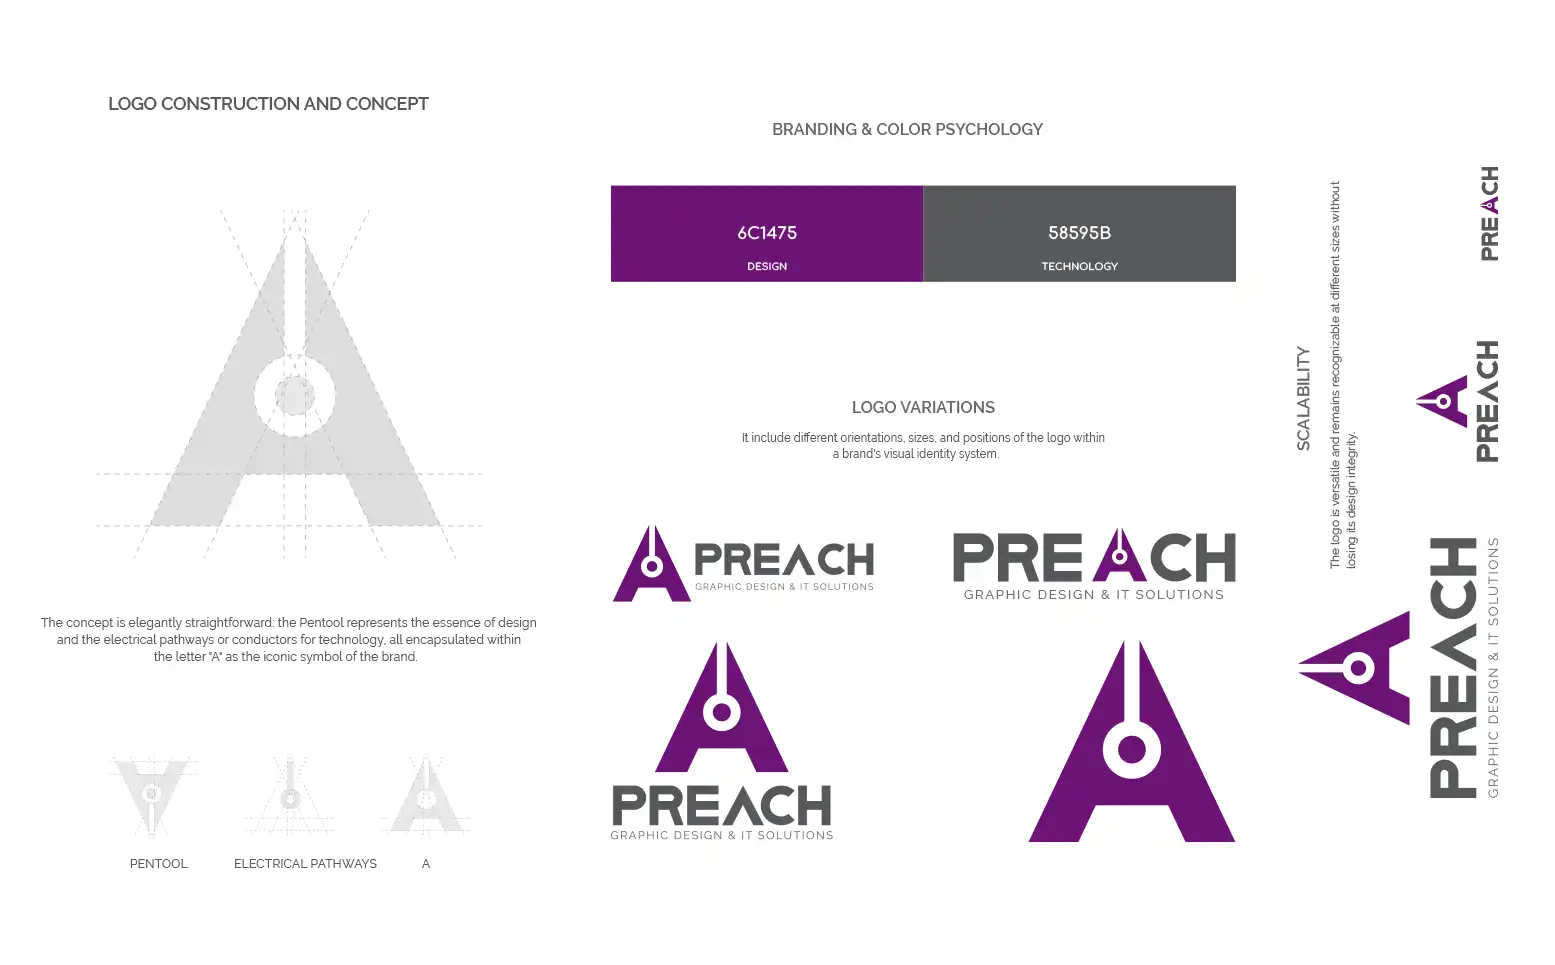 LOGO CONSTRUCTION AND CONCEPT
The concept is elegantly straightforward: the Pentool represents the essence of design
and the electrical pathways or conductors for technology, all encapsulated within
the letter "A" as the iconic symbol of the brand.
PENTOOL
ELECTRICAL PATHWAYS
A
BRANDING & COLOR PSYCHOLOGY
6C1475
DESIGN
58595B
TECHNOLOGY
LOGO VARIATIONS
It include different orientations, sizes, and positions of the logo within
a brand's visual identity system.
PREACH
GRAPHIC DESIGN & IT SOLUTIONS
PREACH
GRAPHIC DESIGN & IT SOLUTIONS
PREACH
GRAPHIC DESIGN & IT SOLUTIONS
SCALABILITY
The logo is versatile and remains recognizable at different sizes without
losing its design integrity.
PREACH
PREACH
PREACH
GRAPHIC DESIGN & IT SOLUTIONS